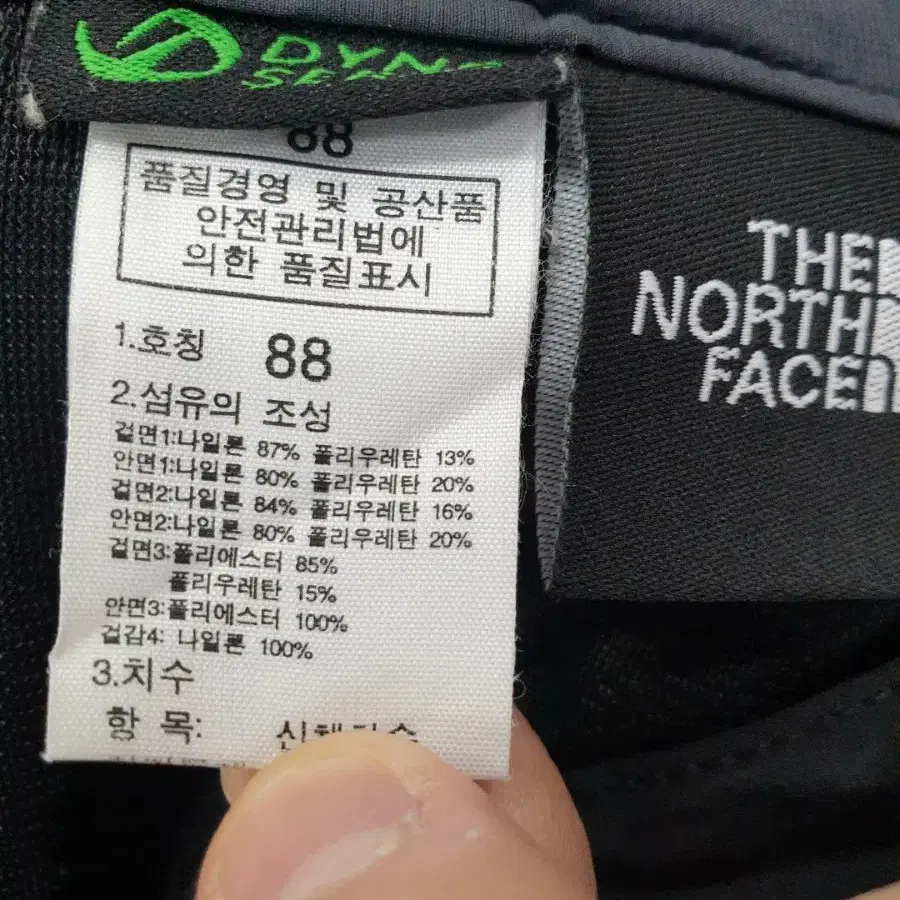 88
품질경영 및 공산품
안전관리법에
의한 품질표시
1.호칭 88
2.섬유의 조성
겉면1:나일론 87% 폴리우레탄 13%
안면1:나일론 80% 폴리우레탄 20%
겉면2:나일론 84% 폴리우레탄 16%
안면2:나일론 80% 폴리우레탄 20%
겉면3:폴리에스터 85%
폴리우레탄 15%
안면3:폴리에스터 100%
겉감4: 나일론 100%
3.치수
항 목:
THE
NORTH
FACE